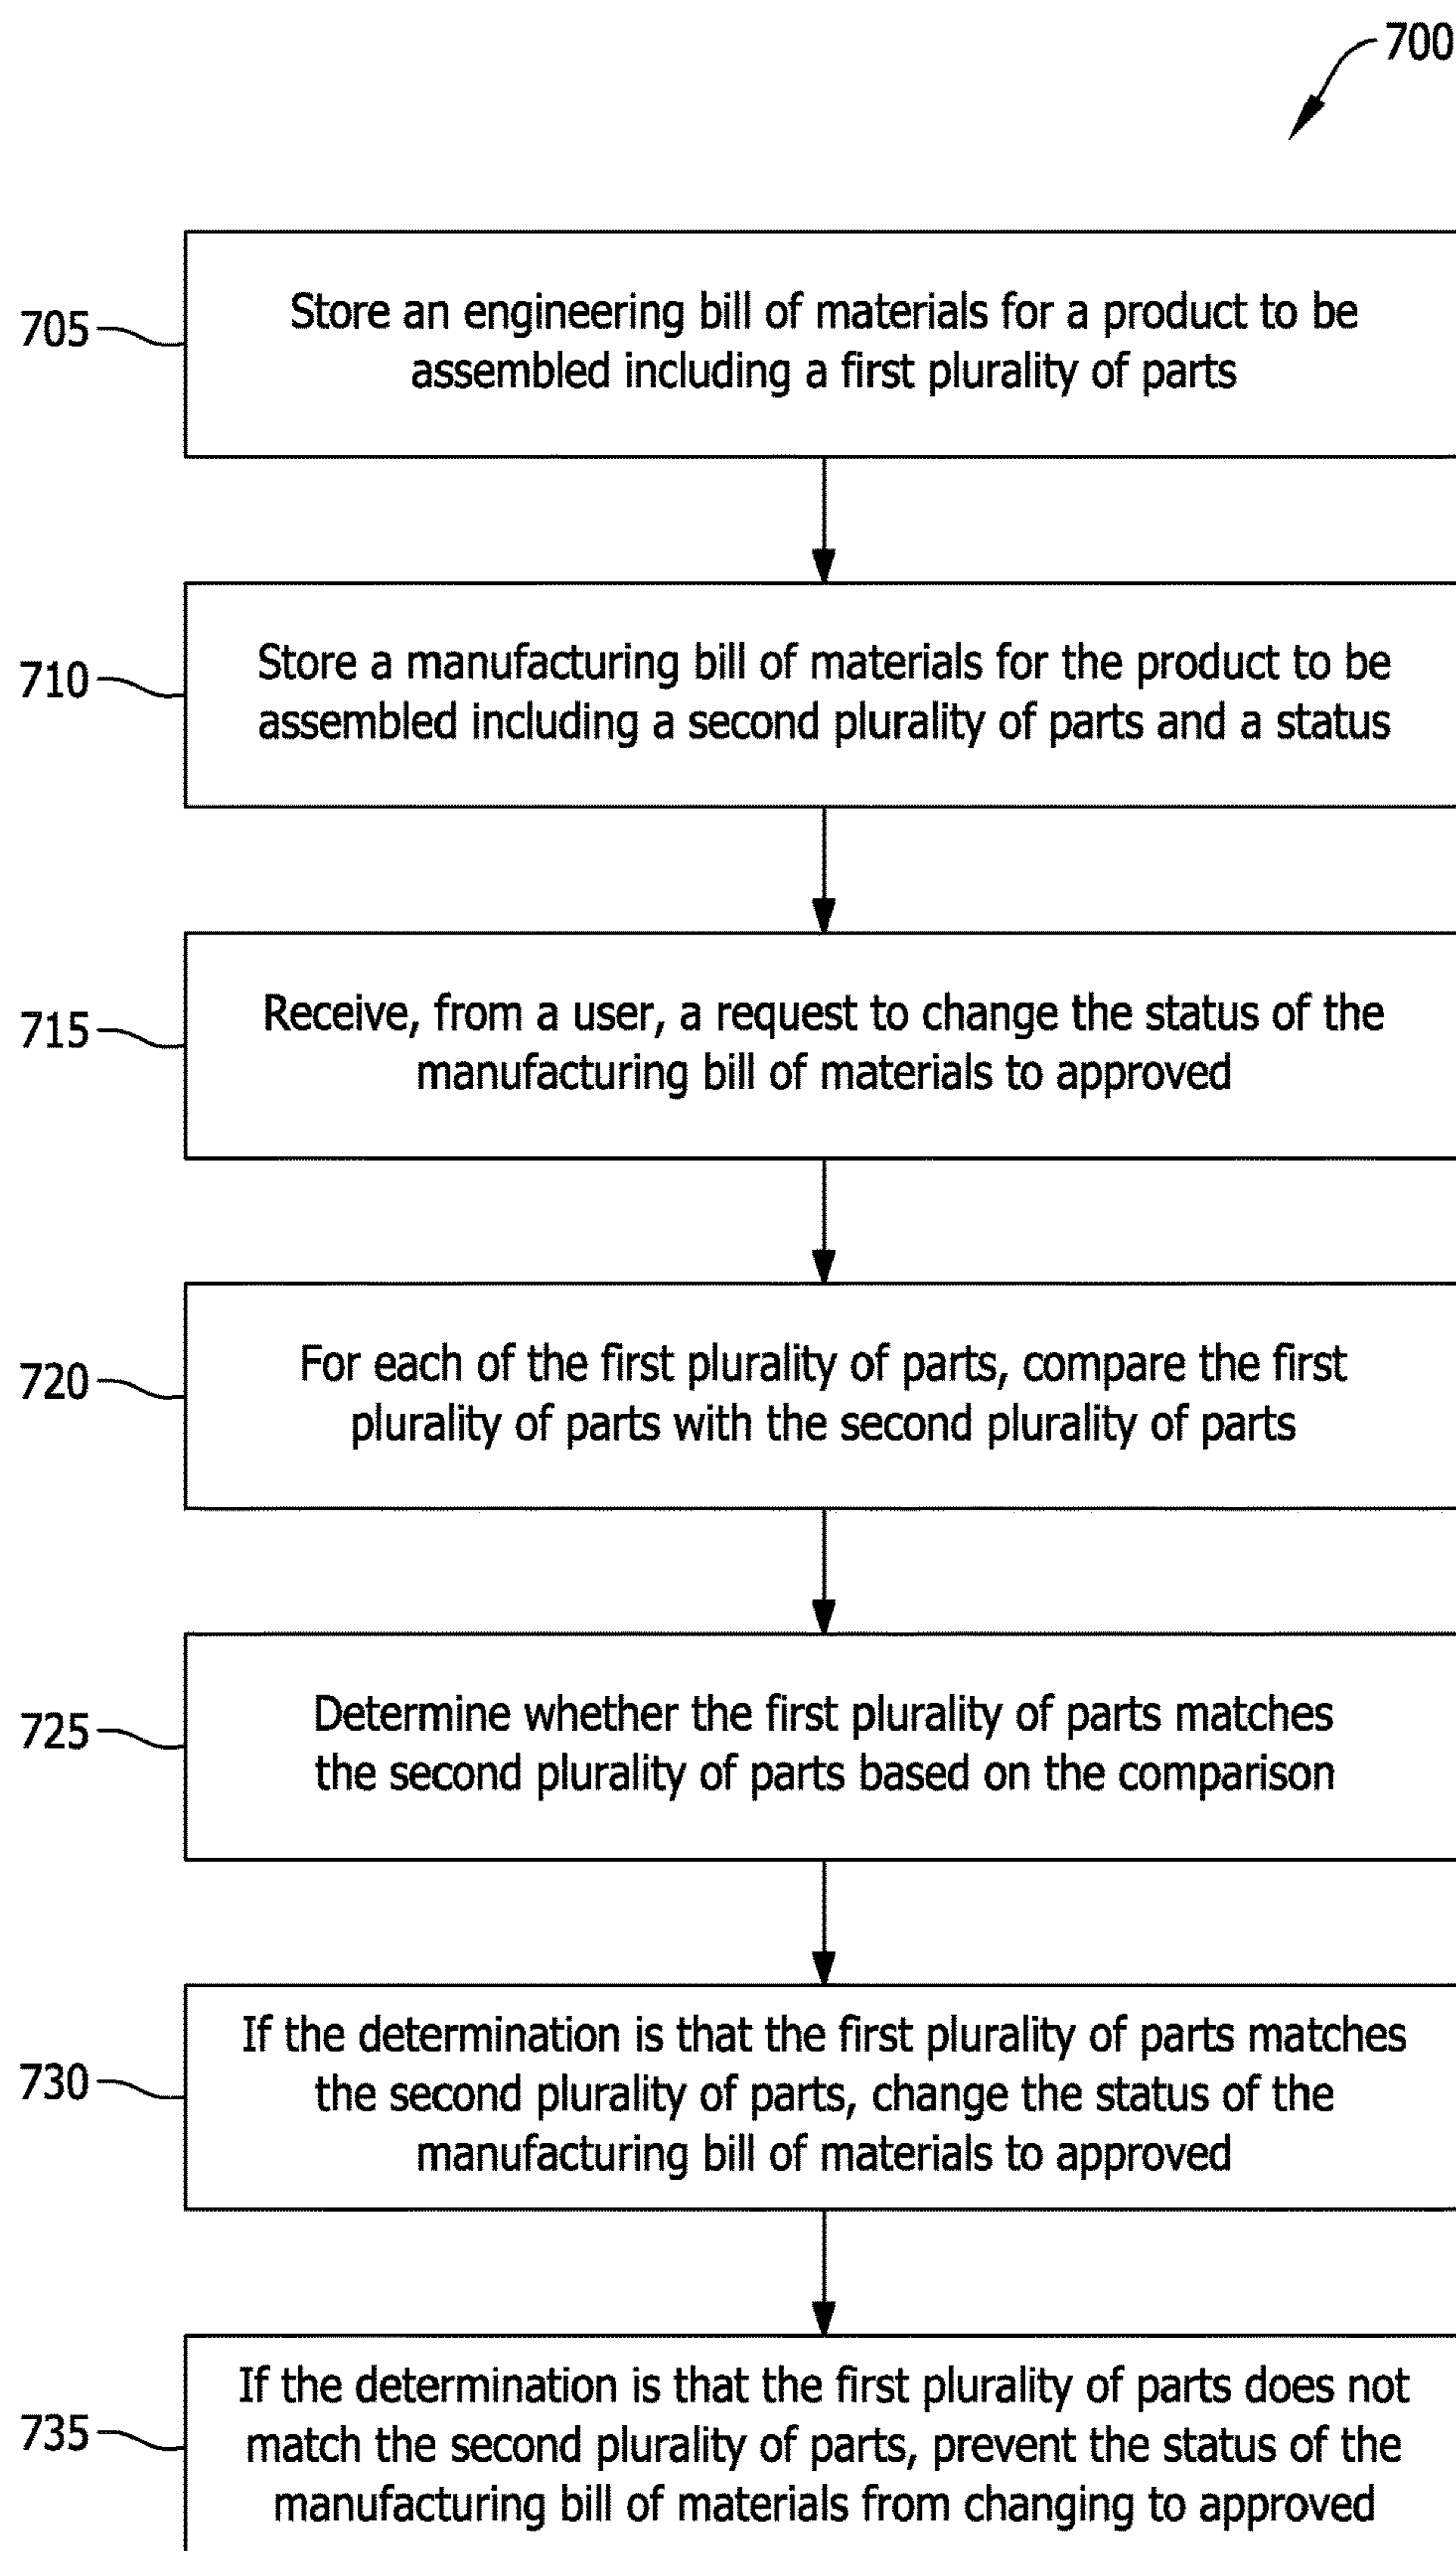 700
705
Store an engineering bill of materials for a product to be
assembled including a first plurality of parts
710
Store a manufacturing bill of materials for the product to be
assembled including a second plurality of parts and a status
715
Receive, from a user, a request to change the status of the
manufacturing bill of materials to approved
720
For each of the first plurality of parts, compare the first
plurality of parts with the second plurality of parts
725
Determine whether the first plurality of parts matches
the second plurality of parts based on the comparison
730
If the determination is that the first plurality of parts matches
the second plurality of parts, change the status of the
manufacturing bill of materials to approved
735
If the determination is that the first plurality of parts does not
match the second plurality of parts, prevent the status of the
manufacturing bill of materials from changing to approved